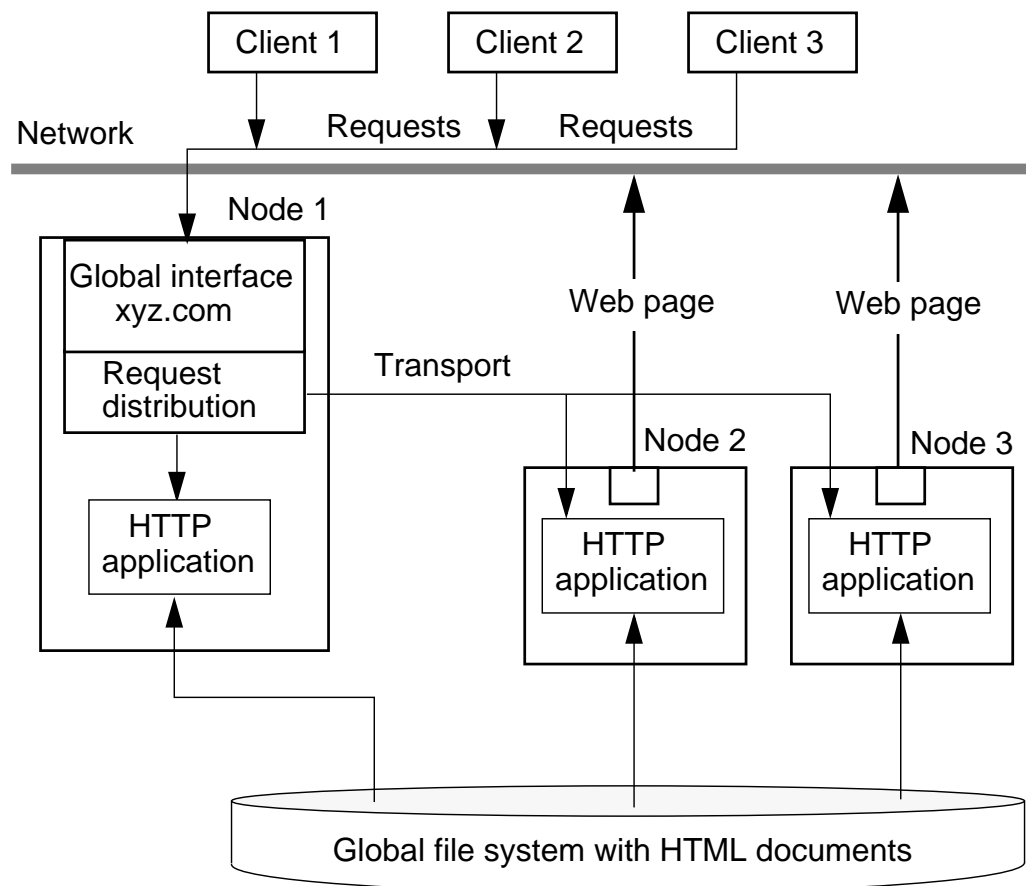 Client 1
Client 2
Client 3
Network
Requests
Requests
Node 1
Global interface
xyz.com
Web page
Web page
Request
distribution
Transport
Node 2
Node 3
HTTP
application
HTTP
application
HTTP
application
Global file system with HTML documents